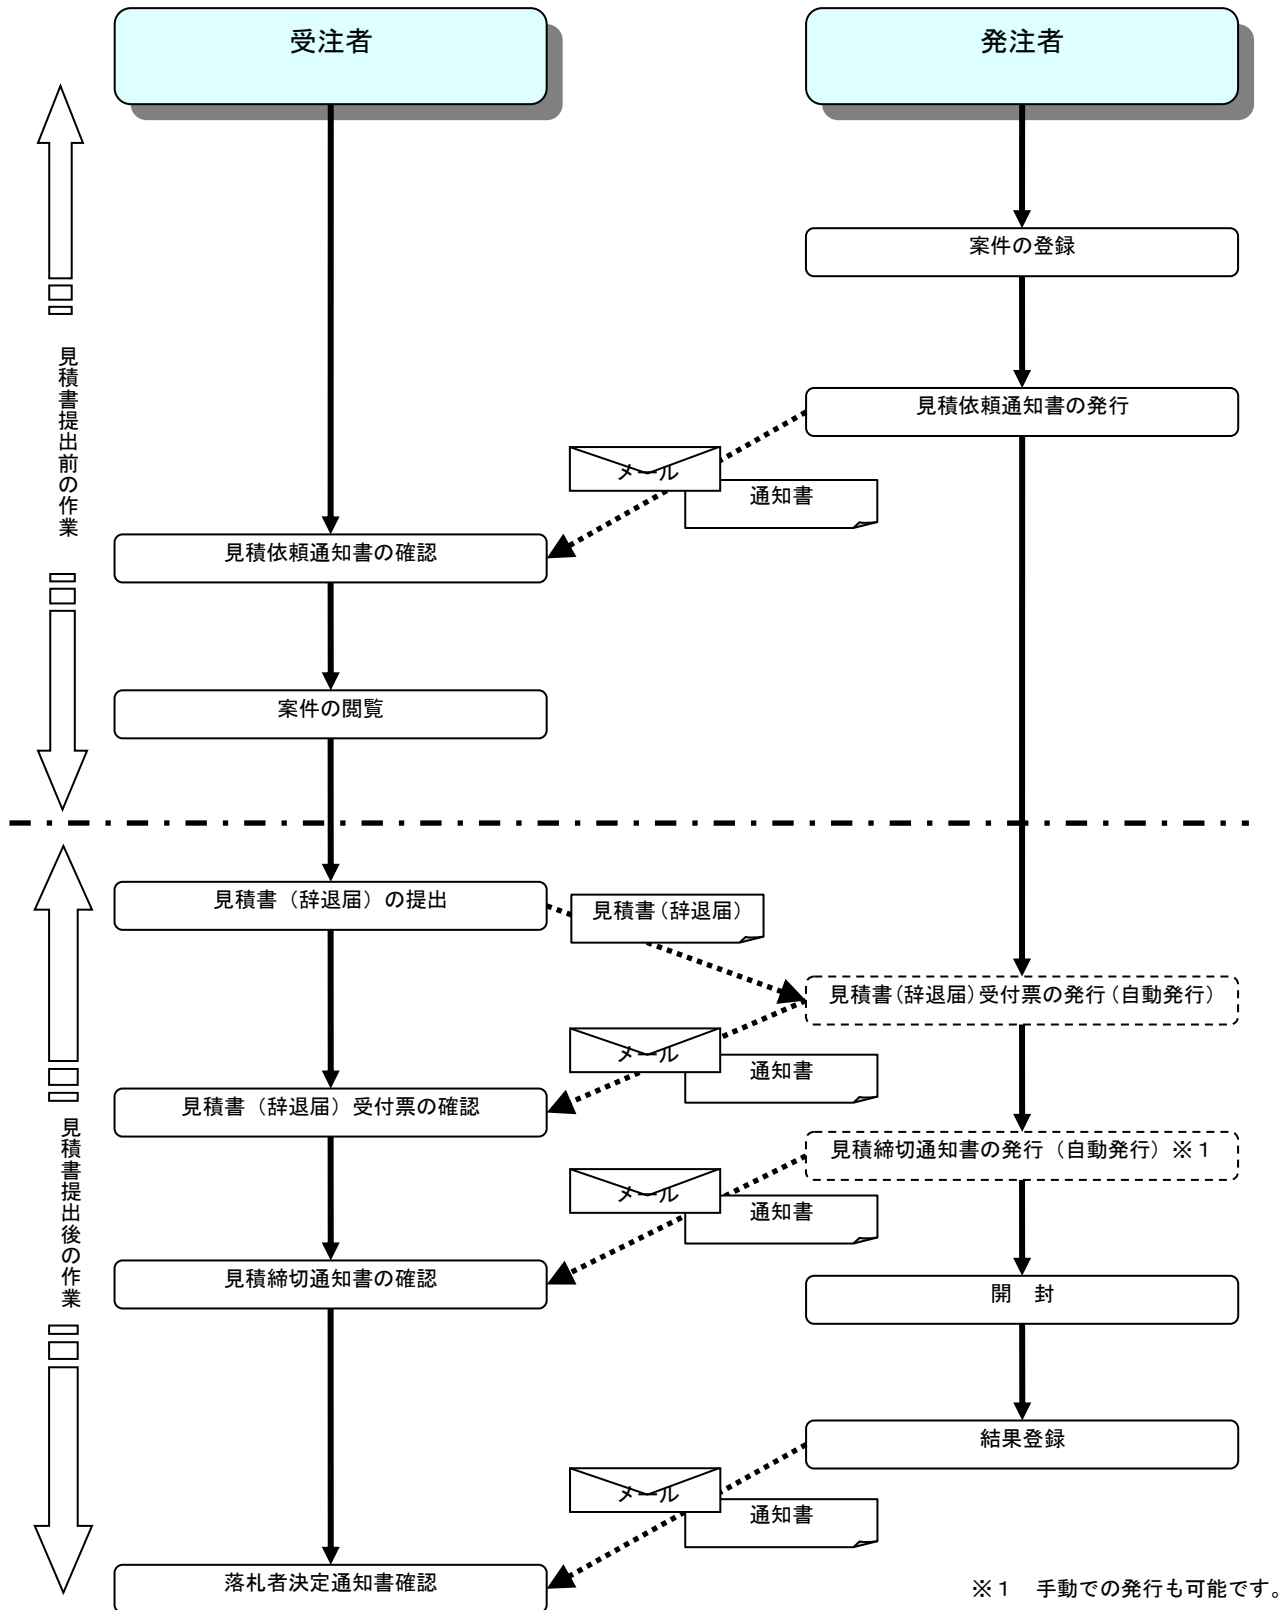 受注者
発注者
案件の登録
見積書提出前の作業
見積依頼通知書の発行
メール
通知書
見積依頼通知書の確認
案件の閲覧
見積書（辞退届）の提出
見積書（辞退届）
見積書（辞退届）受付票の発行（自動発行）
メール
通知書
見積書（辞退届）受付票の確認
見積書提出後の作業
見積締切通知書の発行（自動発行）※１
メール
通知書
見積締切通知書の確認
開　封
結果登録
メール
通知書
落札者決定通知書確認
※１　手動での発行も可能です。